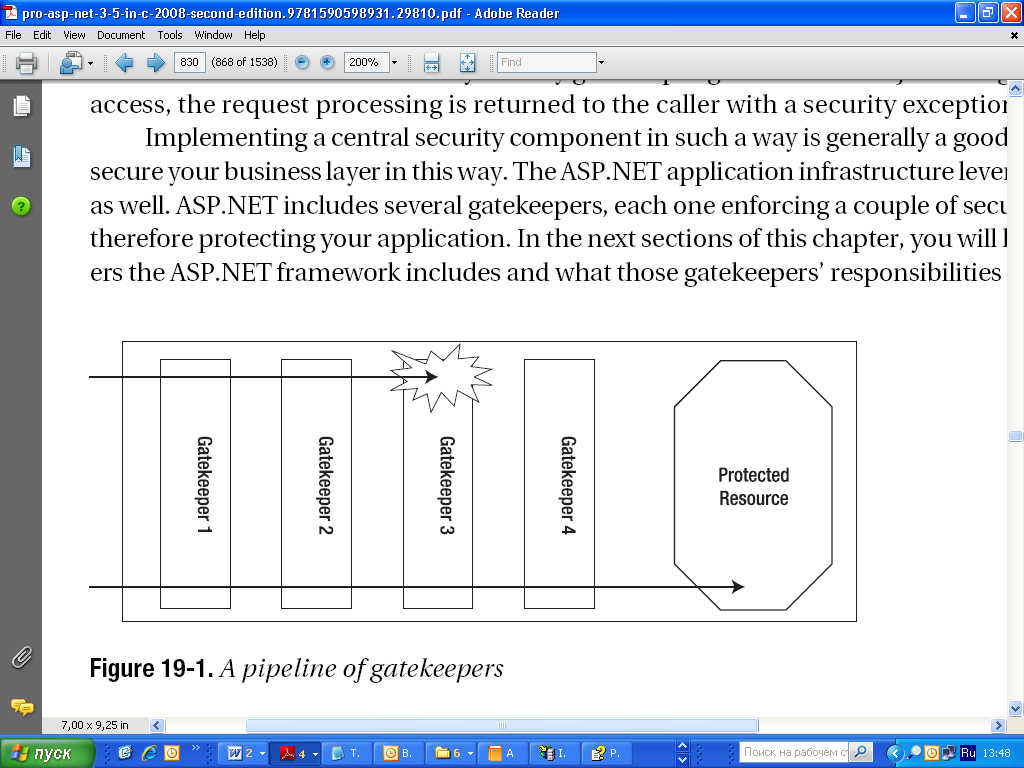 pro-asp-net-3-5-in-c-2008-second-edition.9781590598931.29810.pdf - Adobe Reader
File Edit View Document Tools Window Help
830 (868 of 1538) 200% Find
access, the request processing is returned to the caller with a security exception
Implementing a central security component in such a way is generally a good
secure your business layer in this way. The ASP.NET application infrastructure lever
as well. ASP.NET includes several gatekeepers, each one enforcing a couple of secu
therefore protecting your application. In the next sections of this chapter, you will l
ers the ASP.NET framework includes and what those gatekeepers’ responsibilities
Gatekeeper 1
Gatekeeper 2
Gatekeeper 3
Gatekeeper 4
Protected
Resource
Figure 19-1. A pipeline of gatekeepers
7,00 x 9,25 in
пуск W 2 4 T. B. 6 A I. P. Поиск на рабочем ст Ru 13:48